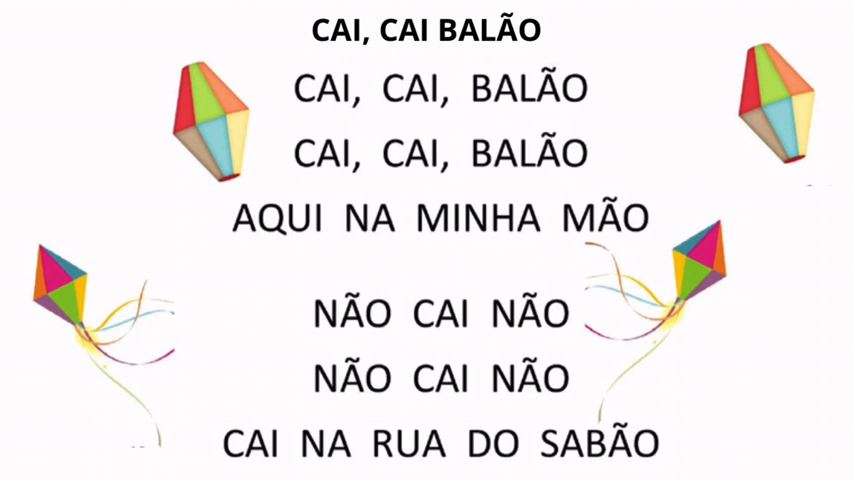 CAI, CAI BALÃO
CAI, CAI, BALÃO
CAI, CAI, BALÃO
AQUI NA MINHA MÃO
NÃO CAI NÃO
NÃO CAI NÃO
CAI NA RUA DO SABÃO